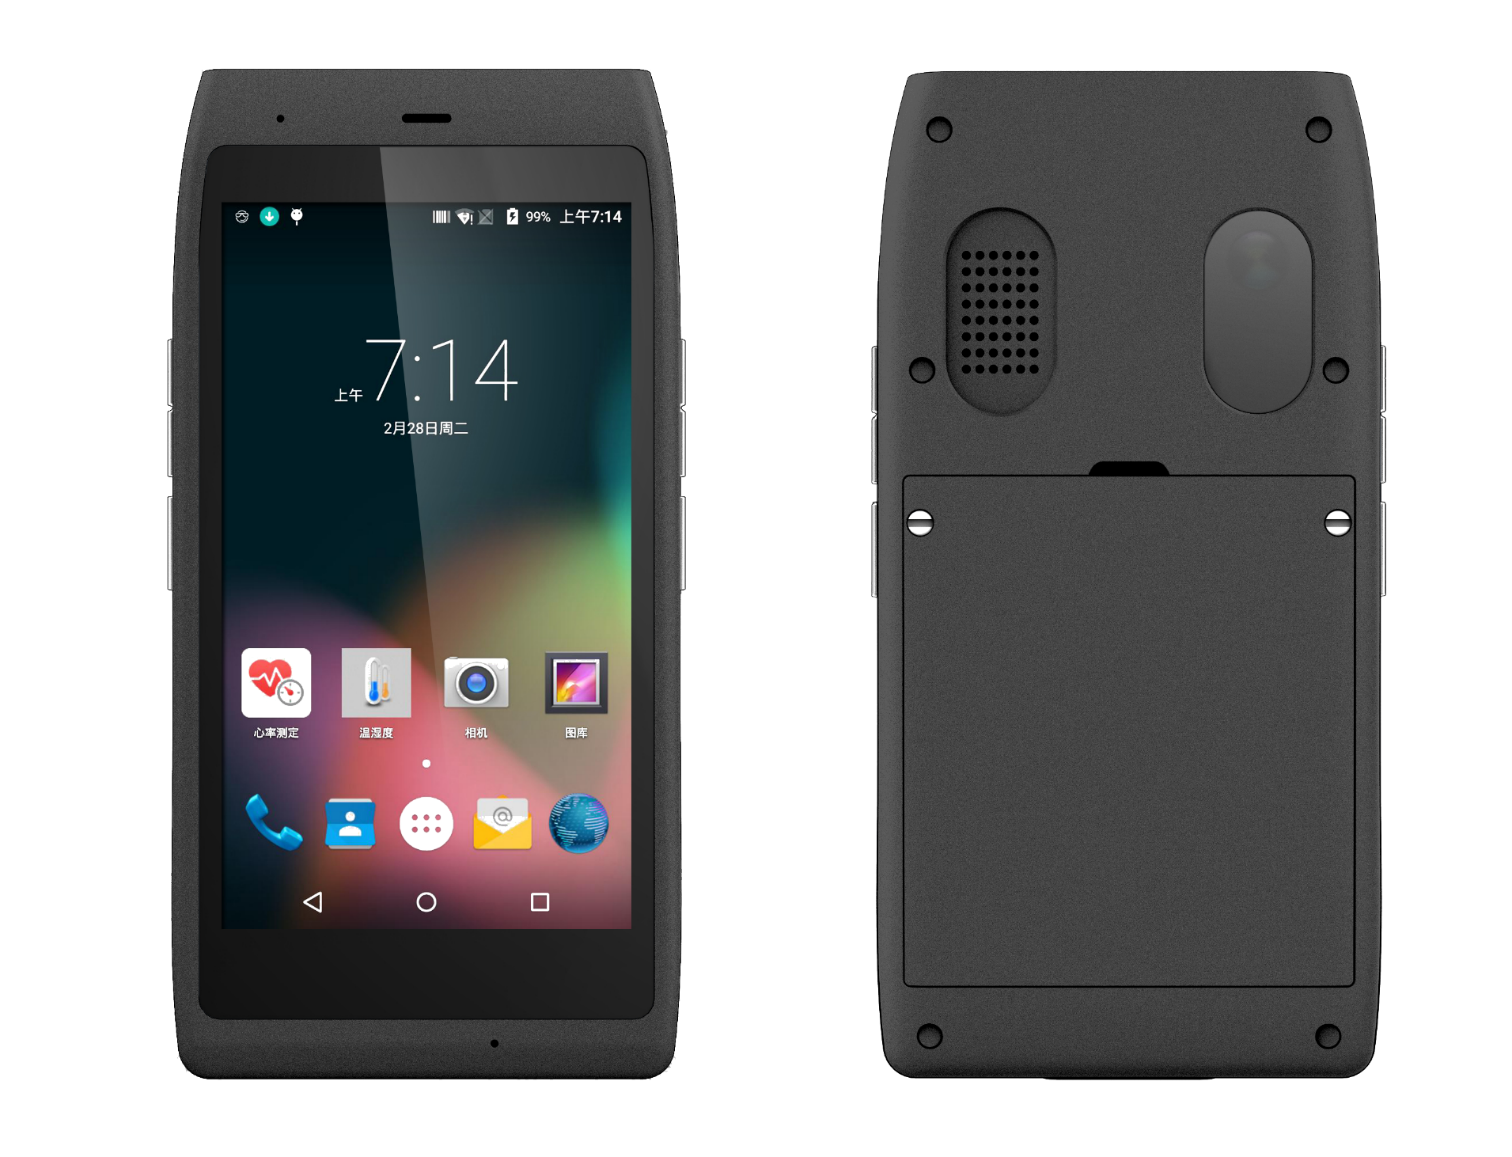 99% 上午7:14
上午7:14
2月28日周二
心率测定 温湿度 相机 图库
@